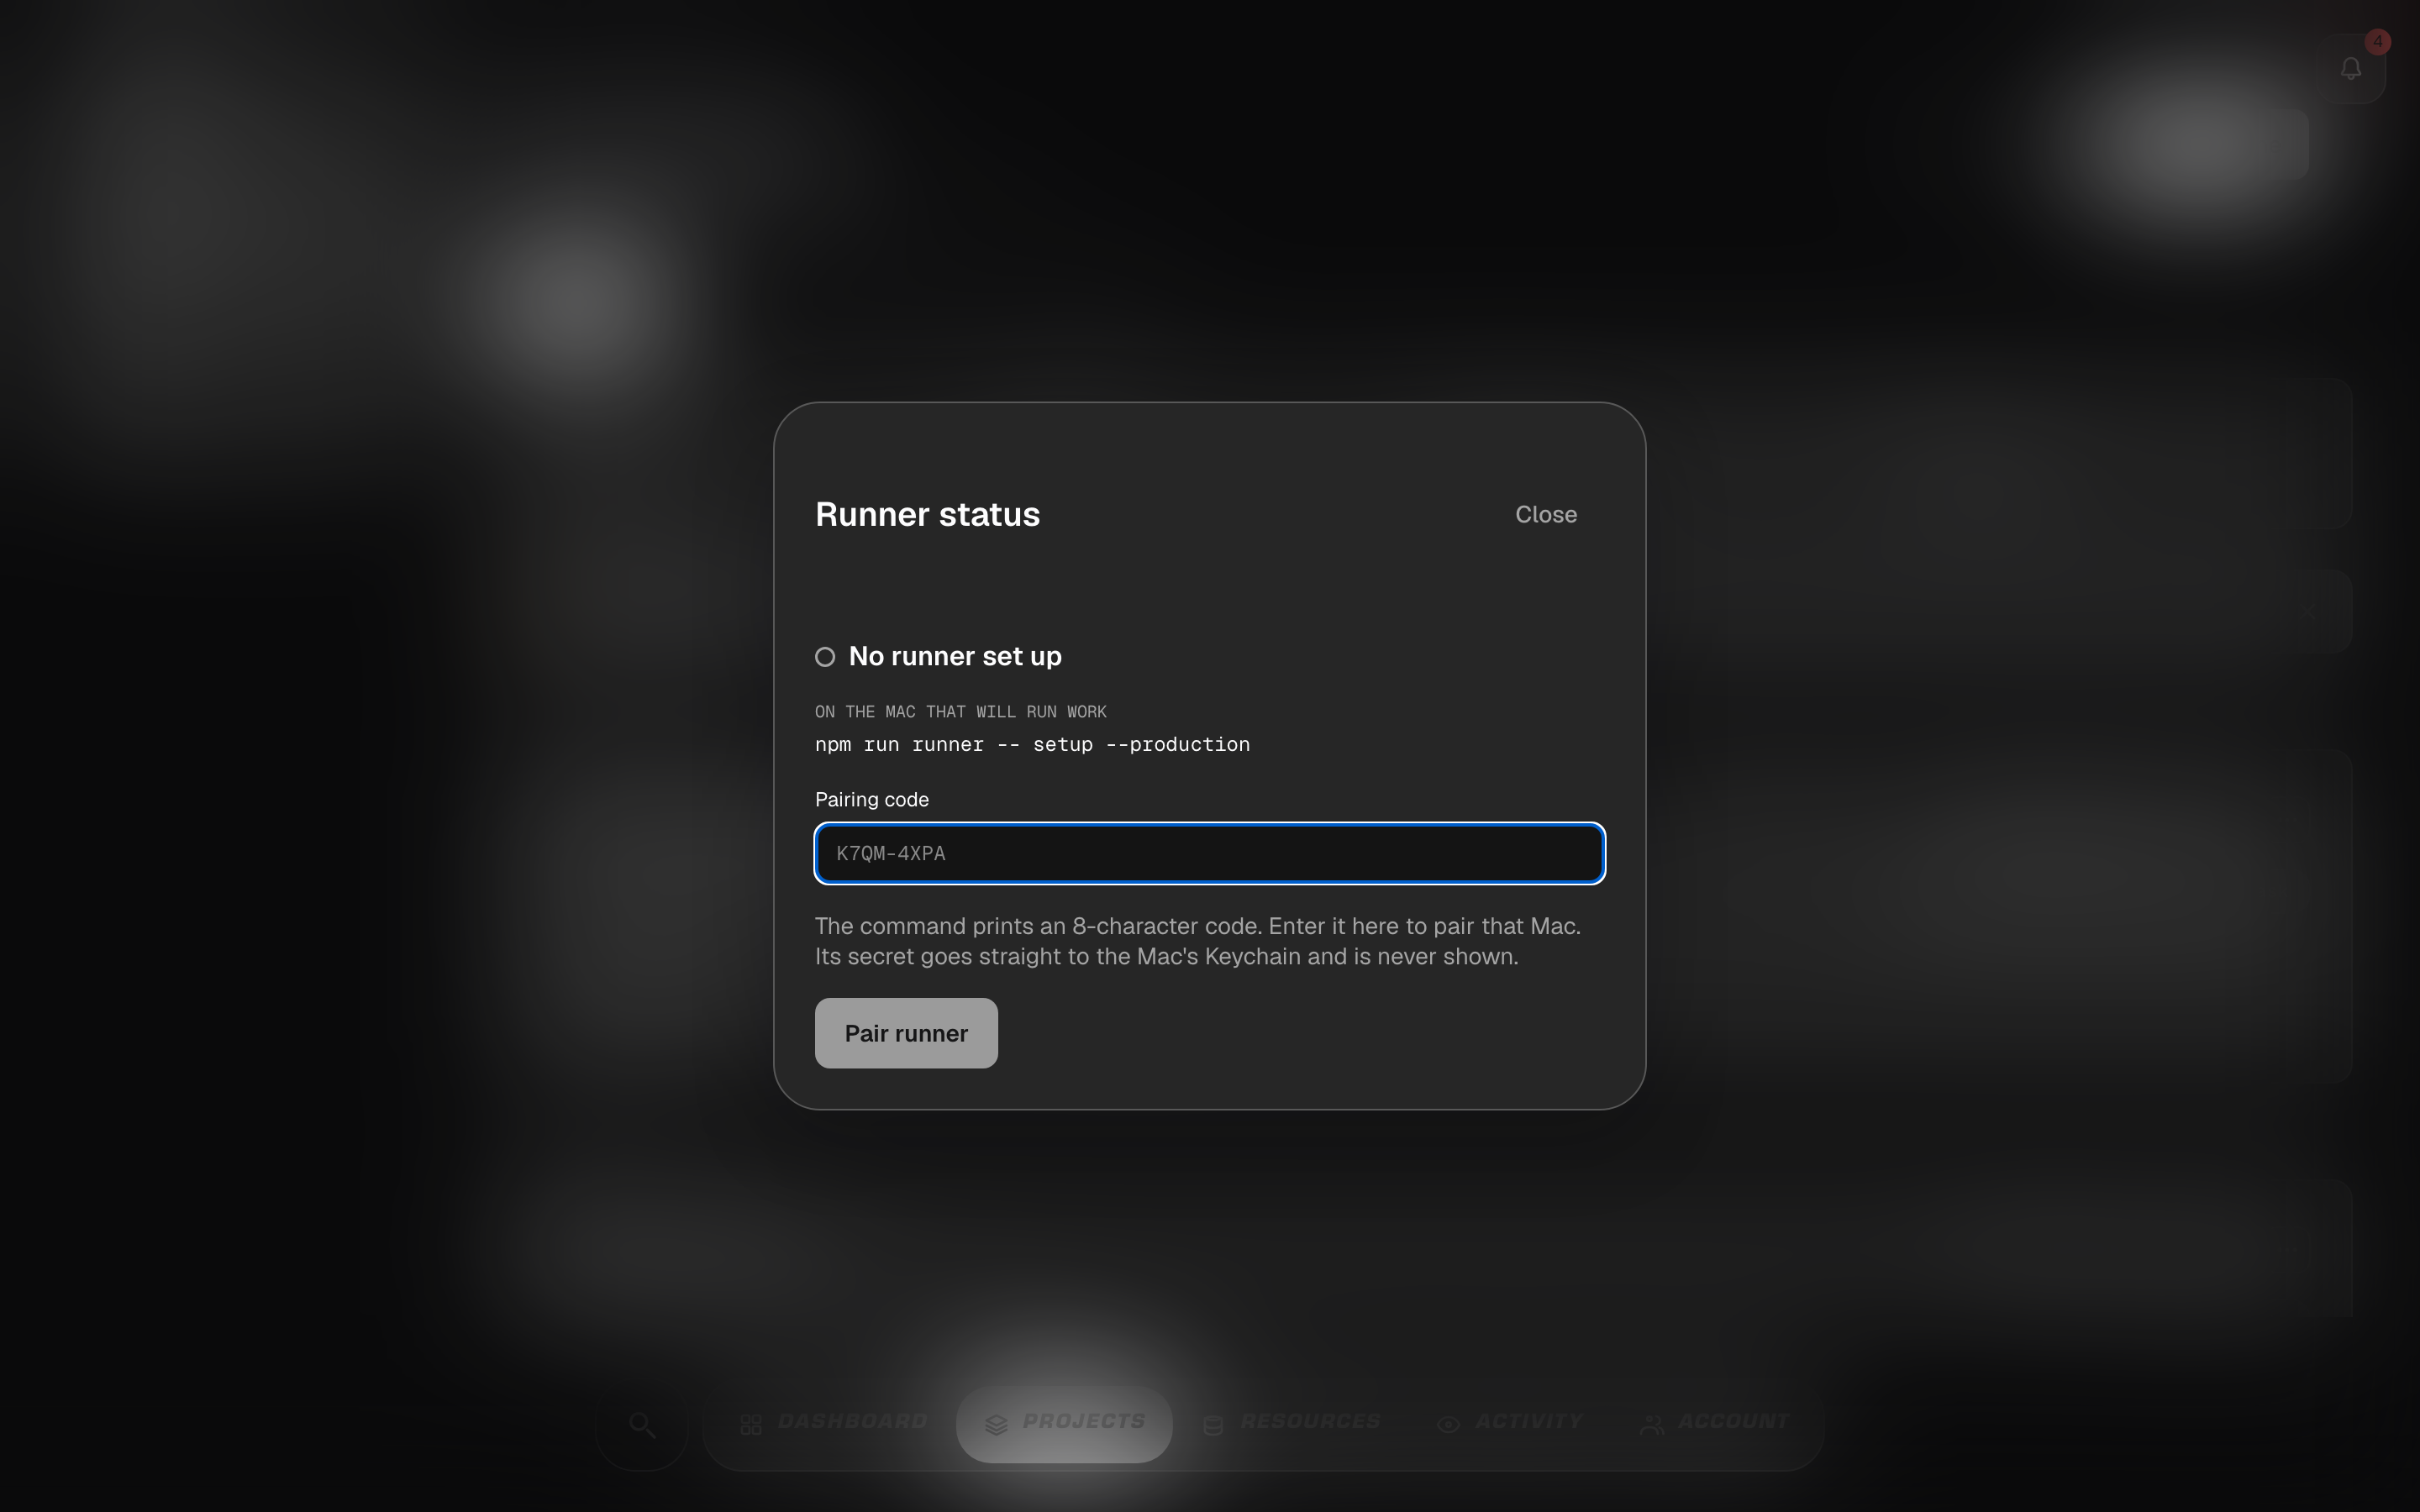 4
Runner status
Close
No runner set up
ON THE MAC THAT WILL RUN WORK
npm run runner -- setup --production
Pairing code
K7QM-4XPA
The command prints an 8-character code. Enter it here to pair that Mac.
Its secret goes straight to the Mac's Keychain and is never shown.
Pair runner
DASHBOARD
PROJECTS
RESOURCES
ACTIVITY
ACCOUNT